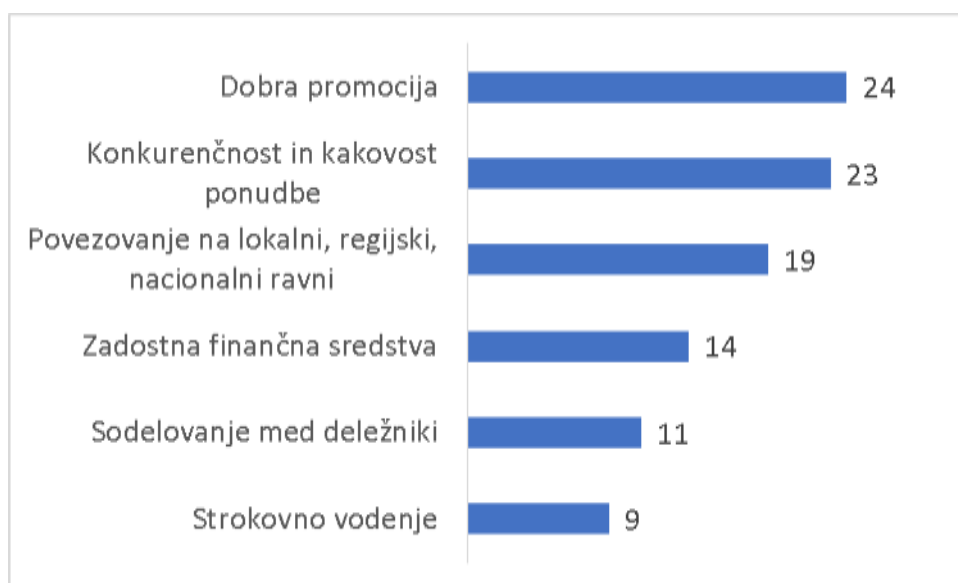 Dobra promocija
24
Konkurenčnost in kakovost
ponudbe
23
Povezovanje na lokalni, regijski,
nacionalni ravni
19
Zadostna finančna sredstva
14
Sodelovanje med deležniki
11
Strokovno vodenje
9